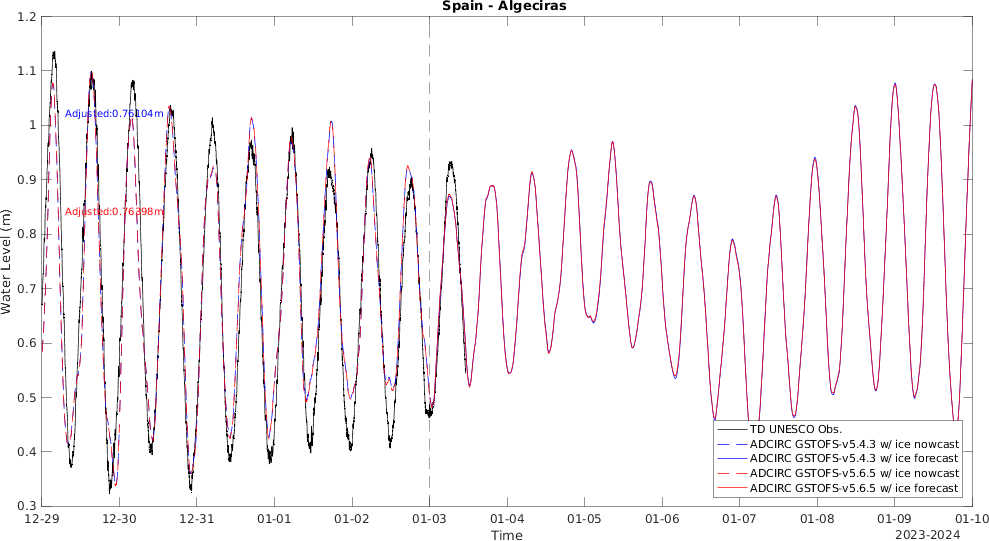 Spain - Algeciras
1.2
1.1
1
0.9
0.8
0.7
0.6
0.5
0.4
0.3
Water Level (m)
Adjusted:0.76104m
Adjusted:0.76398m
TD UNESCO Obs.
ADCIRC GSTOFS-v5.4.3 w/ ice nowcast
ADCIRC GSTOFS-v5.4.3 w/ ice forecast
ADCIRC GSTOFS-v5.6.5 w/ ice nowcast
ADCIRC GSTOFS-v5.6.5 w/ ice forecast
12-29 12-30 12-31 01-01 01-02 01-03 01-04 01-05 01-06 01-07 01-08 01-09 01-10
Time
2023-2024